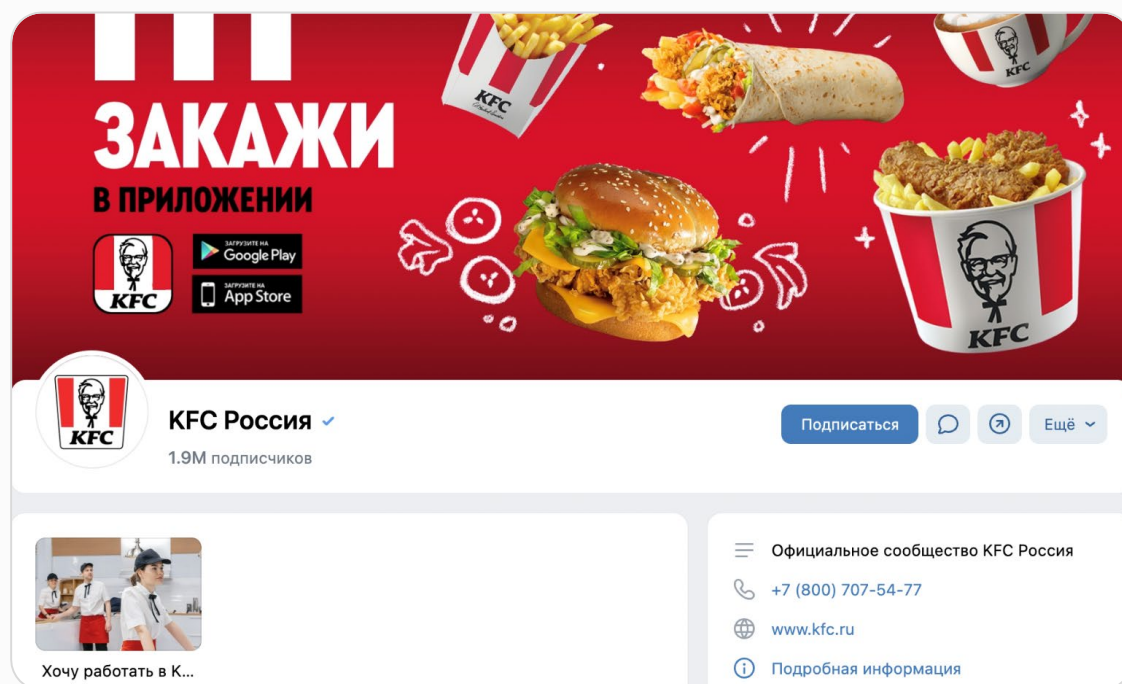 ЗАКАЖИ
В ПРИЛОЖЕНИИ
KFC
ЗАГРУЗИТЕ НА
Google Play
ЗАГРУЗИТЕ НА
App Store
KFC
KFC
KFC
KFC
KFC Россия
1.9M подписчиков
Подписаться
Ещё
Хочу работать в K...
Официальное сообщество KFC Россия
+7 (800) 707-54-77
www.kfc.ru
Подробная информация